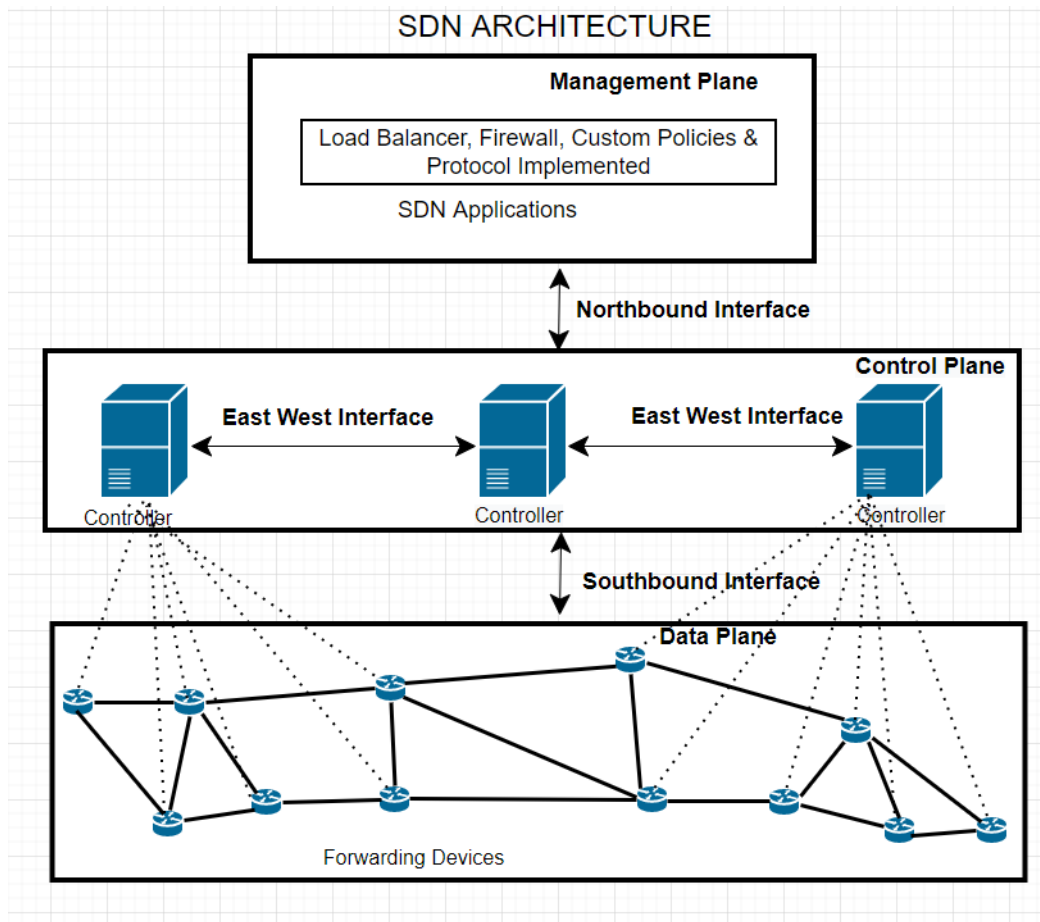 SDN ARCHITECTURE
Management Plane
Load Balancer, Firewall, Custom Policies &
Protocol Implemented
SDN Applications
Northbound Interface
Control Plane
East West Interface
East West Interface
Controller
Controller
Controller
Southbound Interface
Data Plane
Forwarding Devices